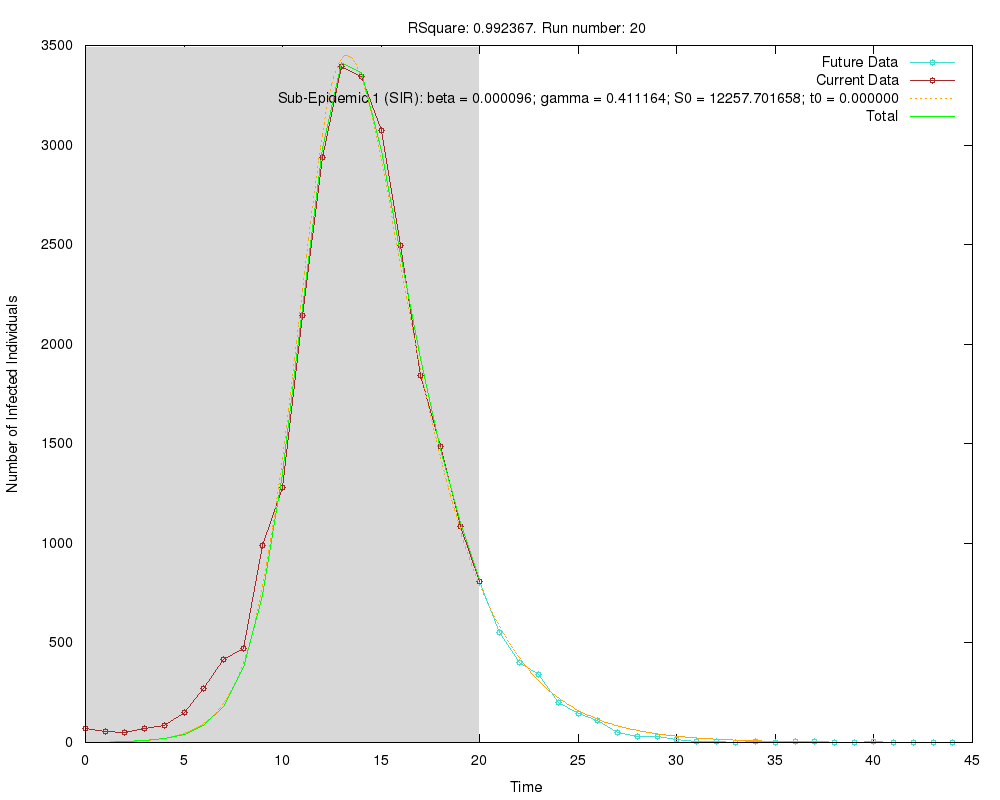 RSquare: 0.992367. Run number: 20
Future Data
Current Data
Sub-Epidemic 1 (SIR): beta = 0.000096; gamma = 0.411164; S0 = 12257.701658; t0 = 0.000000
Total
Number of Infected Individuals
3500
3000
2500
2000
1500
1000
500
0
0 5 10 15 20 25 30 35 40 45
Time